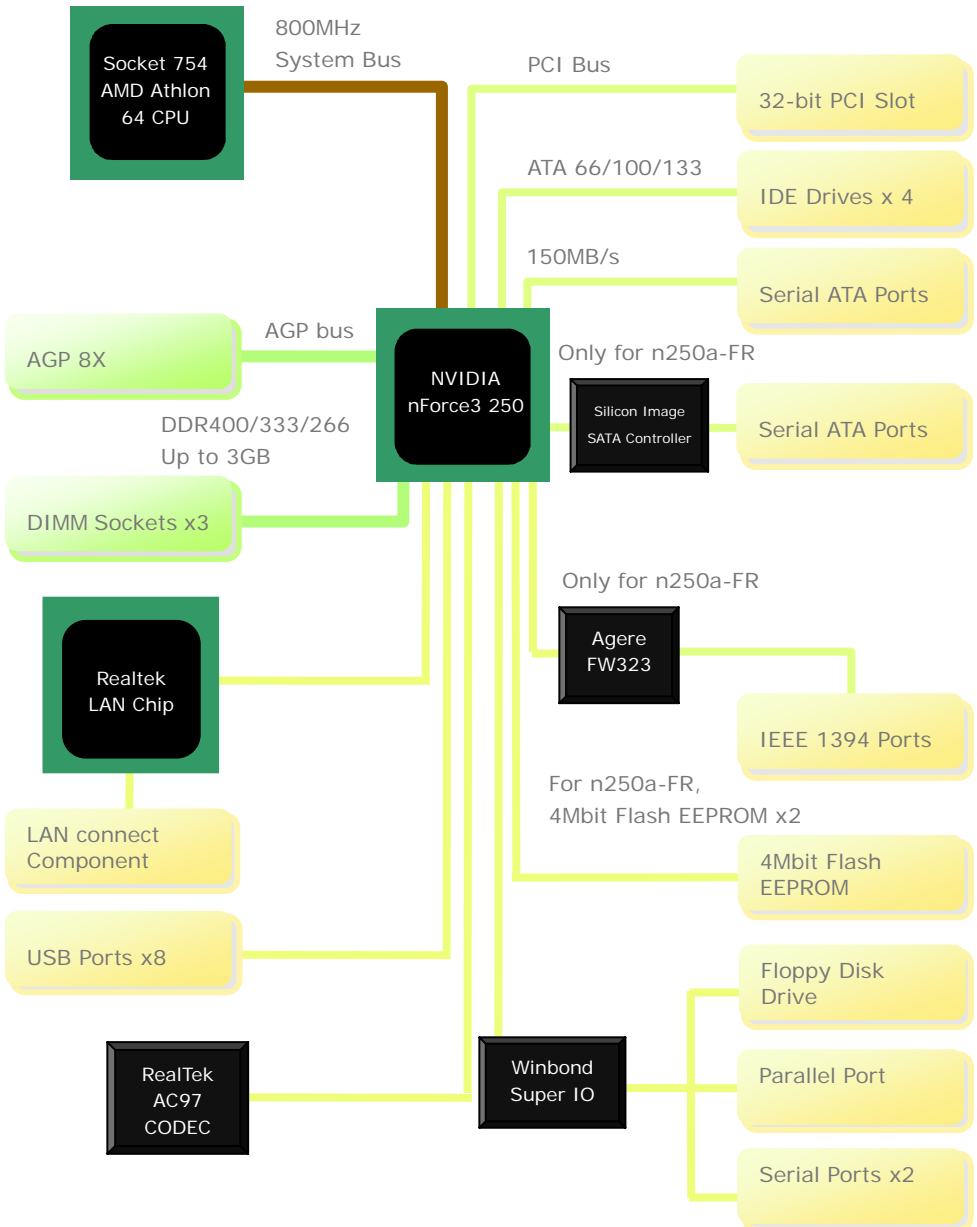 800MHz
System Bus
Socket 754
AMD Athlon
64 CPU
PCI Bus
32-bit PCI Slot
ATA 66/100/133
IDE Drives x 4
150MB/s
Serial ATA Ports
AGP bus
AGP 8X
NVIDIA
nForce3 250
Only for n250a-FR
Silicon Image
SATA Controller
Serial ATA Ports
DDR400/333/266
Up to 3GB
DIMM Sockets x3
Only for n250a-FR
Agere
FW323
Realtek
LAN Chip
IEEE 1394 Ports
For n250a-FR,
4Mbit Flash EEPROM x2
LAN connect
Component
4Mbit Flash
EEPROM
USB Ports x8
Floppy Disk
Drive
RealTek
AC97
CODEC
Winbond
Super IO
Parallel Port
Serial Ports x2